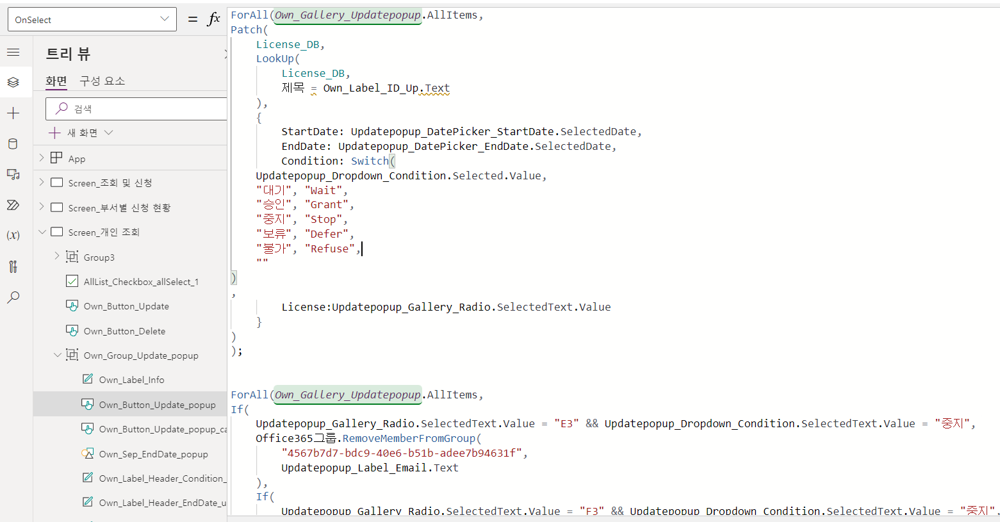 OnSelect
= fx
트리 뷰
화면 구성 요소
검색
새 화면
App
Screen_조회 및 신청
Screen_부서별 신청 현황
Screen_개인 조회
Group3
AllList_Checkbox_allSelect_1
Own_Button_Update
Own_Button_Delete
Own_Group_Update_popup
Own_Label_Info
Own_Button_Update_popup
Own_Button_Update_popup_ca
Own_Sep_EndDate_popup
Own_Label_Header_Condition_
Own_Label_Header_EndDate_u
(x)
ForAll(Own_Gallery_Updatepopup.AllItems,
Patch(
License_DB,
LookUp(
License_DB,
제목 = Own_Label_ID_Up.Text
),
{
StartDate: Updatepopup_DatePicker_StartDate.SelectedDate,
EndDate: Updatepopup_DatePicker_EndDate.SelectedDate,
Condition: Switch(
Updatepopup_Dropdown_Condition.Selected.Value,
"대기", "Wait",
"승인", "Grant",
"중지", "Stop",
"보류", "Defer",
"불가", "Refuse",
""
)
,
License:Updatepopup_Gallery_Radio.SelectedText.Value
}
)
);
ForAll(Own_Gallery_Updatepopup.AllItems,
If(
Updatepopup_Gallery_Radio.SelectedText.Value = "E3" && Updatepopup_Dropdown_Condition.SelectedText.Value = "중지",
Office365그룹.RemoveMemberFromGroup(
"4567b7d7-bdc9-40e6-b51b-adee7b94631f",
Updatepopup_Label_Email.Text
),
If(
Updatepopup_Gallery_Radio.SelectedText.Value = "F3" && Updatepopup_Dropdown_Condition.SelectedText.Value = "중지",